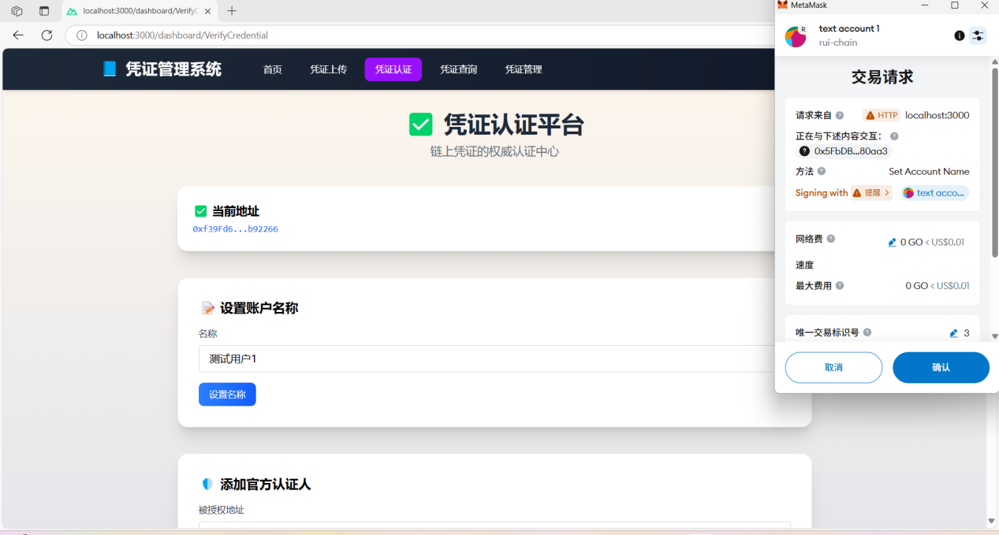 localhost:3000/dashboard/VerifyC
localhost:3000/dashboard/VerifyCredential
凭证管理系统 首页 凭证上传 凭证认证 凭证查询 凭证管理
凭证认证平台
链上凭证的权威认证中心
当前地址
0xf39Fd6...b92266
设置账户名称
名称
测试用户1
设置名称
添加官方认证人
被授权地址
MetaMask
R
text account 1
rui-chain
交易请求
请求来自 HTTP localhost:3000
正在与下述内容交互：
0x5FbDB...80aa3
方法 Set Account Name
Signing with 提醒 text acco...
网络费 0 GO < US$0.01
速度
最大费用 0 GO < US$0.01
唯一交易标识号 3
取消 确认